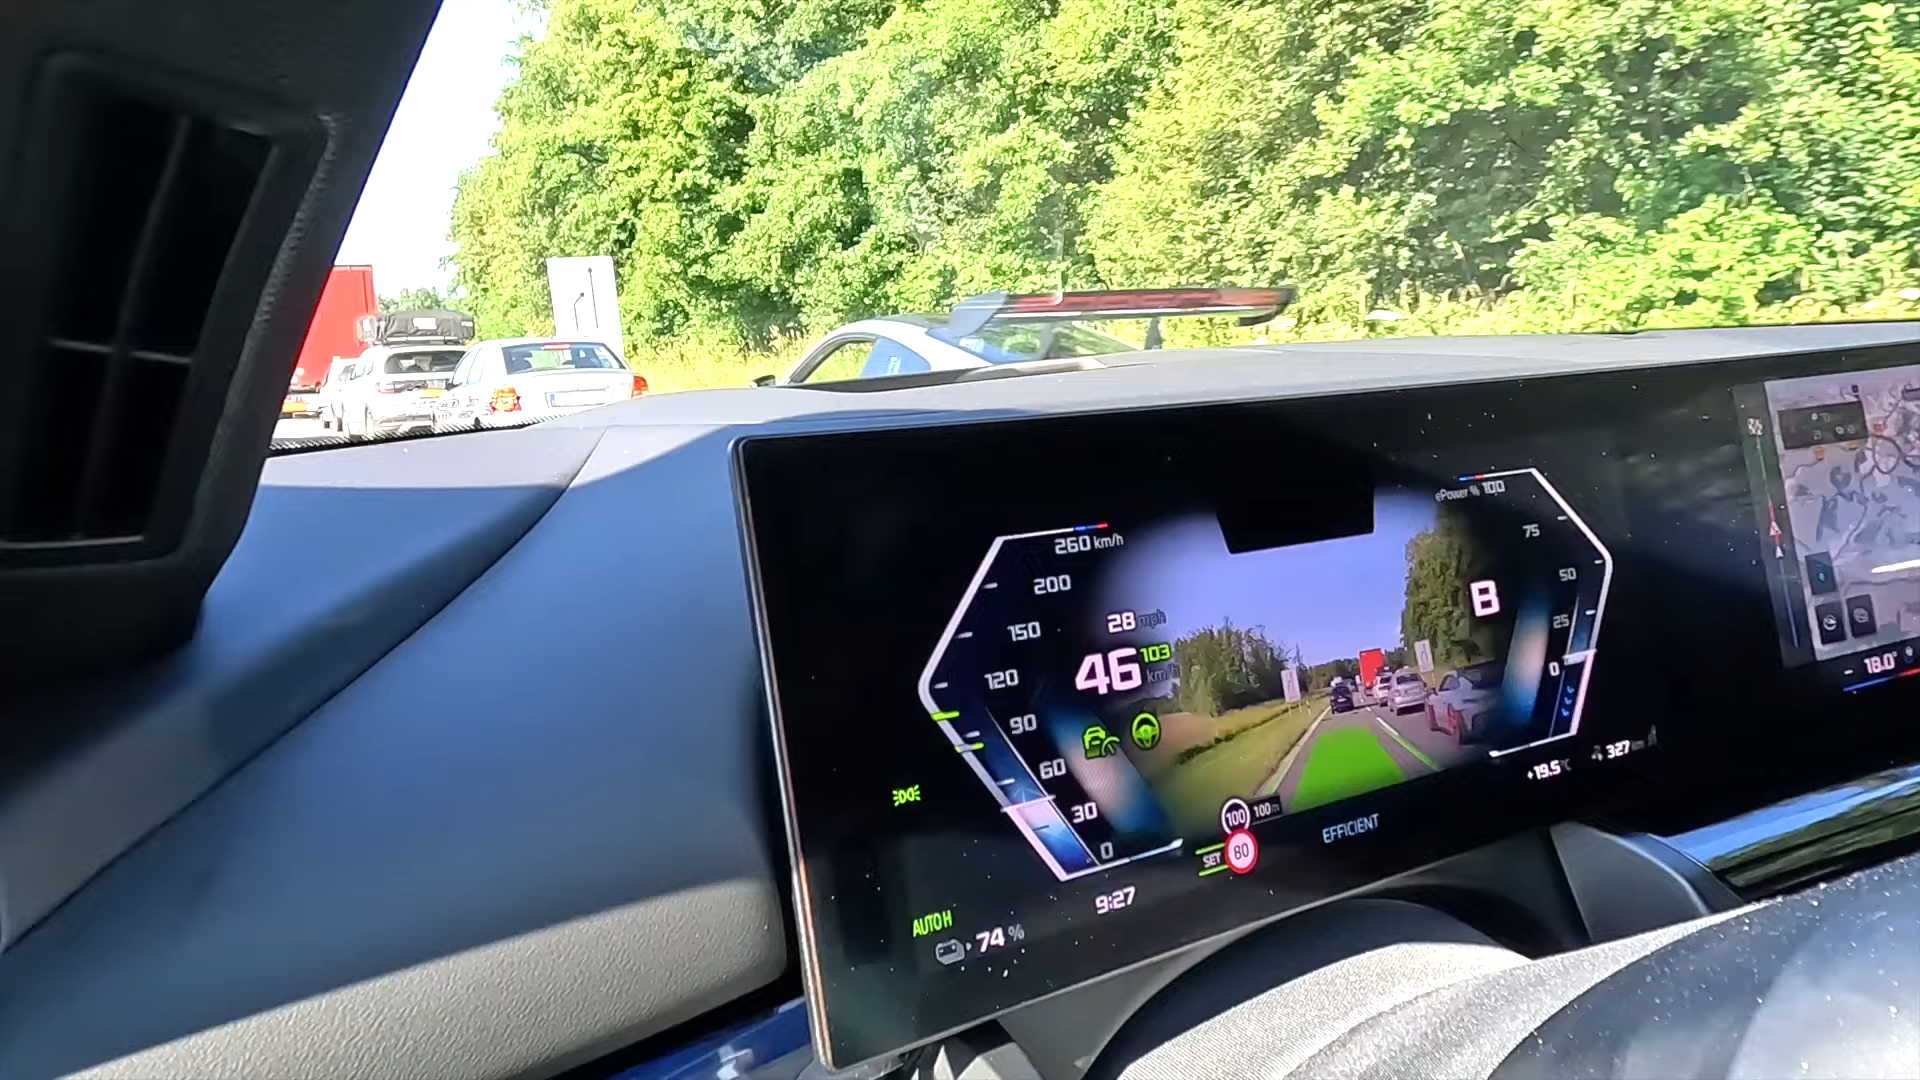 260 km/h
200
150
120
90
60
30
0
28 mph
46 103
km/h
ePower % 100
75
50
25
0
B
100 100 m
SET 80
EFFICIENT
+19.5 °C
327 km
9:27
AUTO H
74 %
18.0°